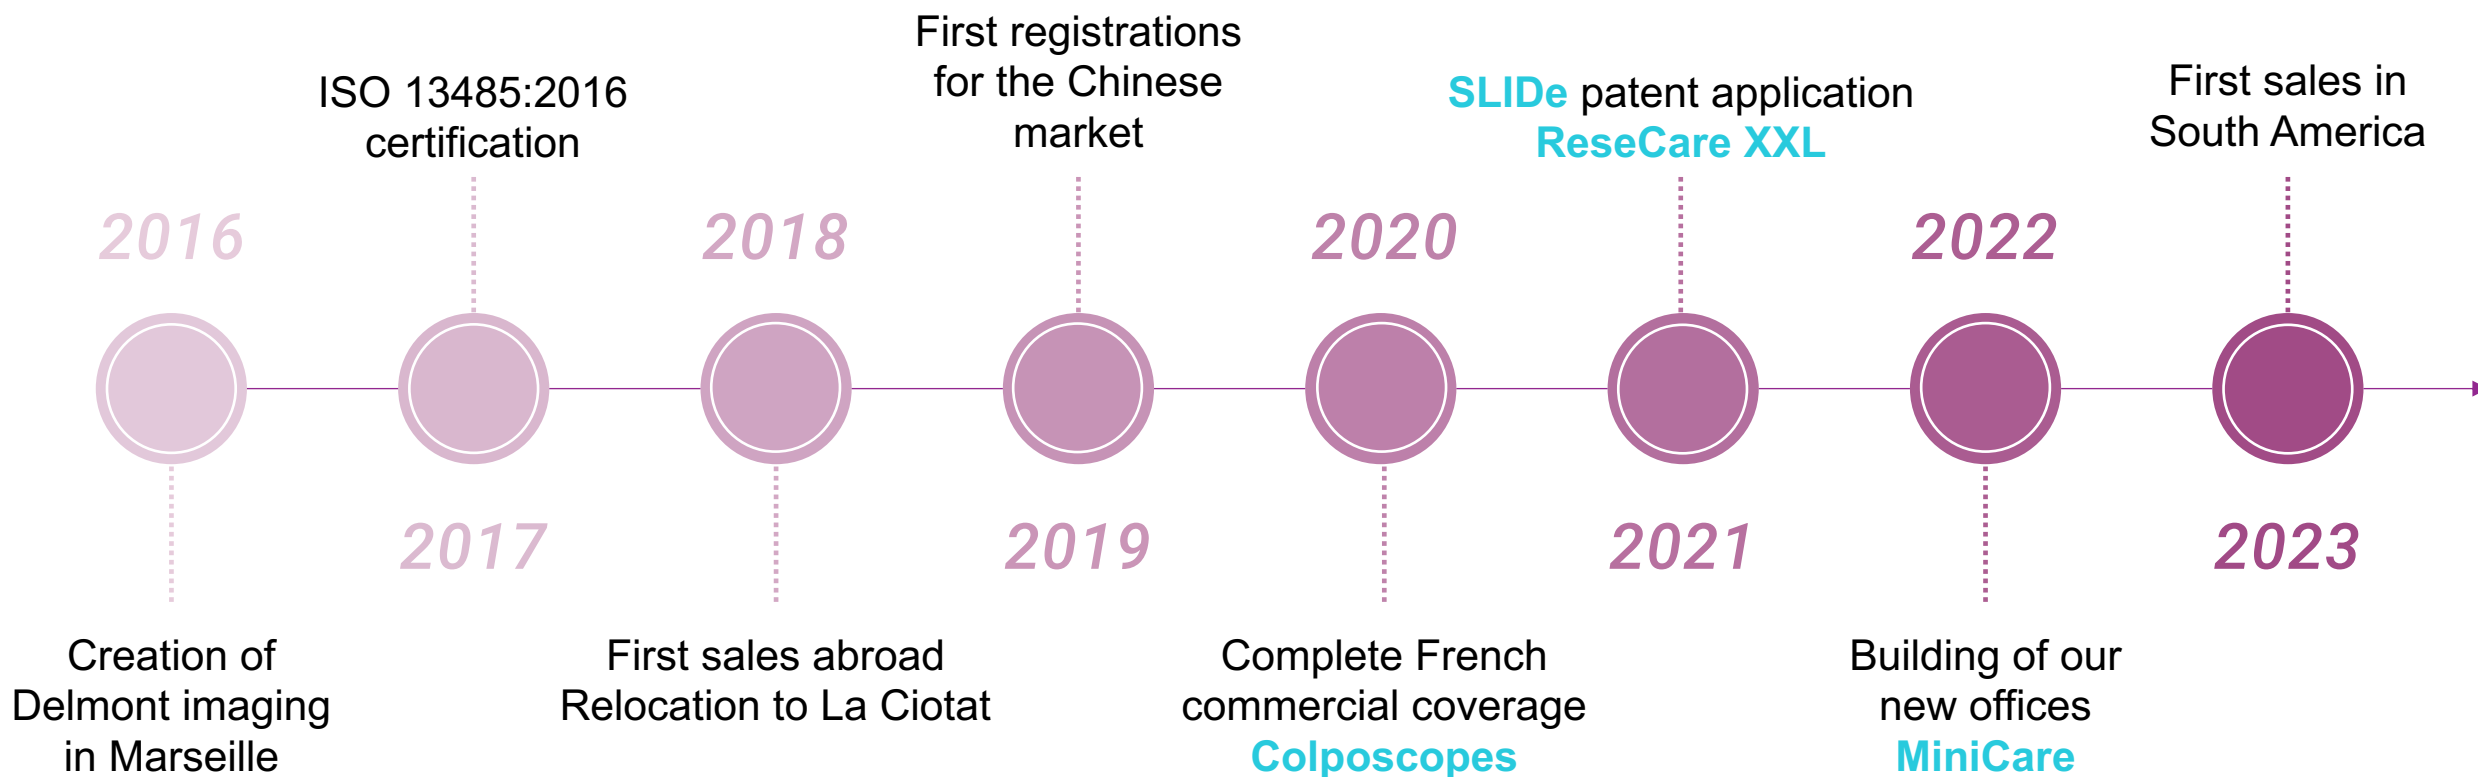 2016
Creation of
Delmont imaging
in Marseille
ISO 13485:2016
certification
2017
2018
First sales abroad
Relocation to La Ciotat
First registrations
for the Chinese
market
2019
2020
Complete French
commercial coverage
Colposcopes
SLIDe patent application
ReseCare XXL
2021
2022
Building of our
new offices
MiniCare
First sales in
South America
2023